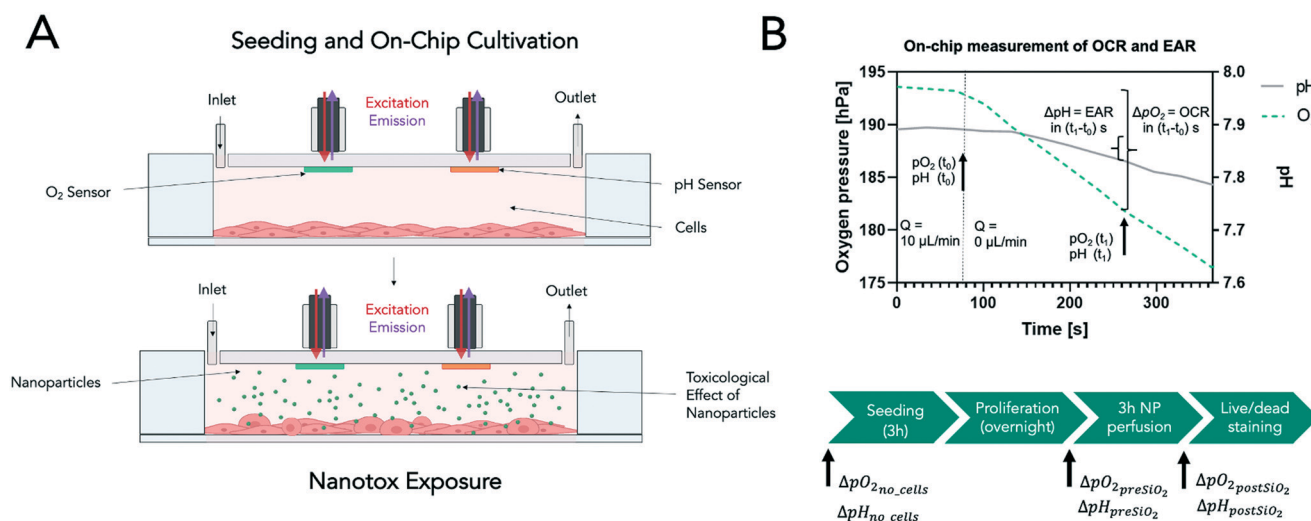 A
Seeding and On-Chip Cultivation
Inlet
Excitation
Emission
Outlet
O₂ Sensor
pH Sensor
Cells
Inlet
Excitation
Emission
Outlet
Nanoparticles
Toxicological
Effect of
Nanoparticles
Nanotox Exposure
B
On-chip measurement of OCR and EAR
Oxygen pressure [hPa]
195
190
185
180
175
0
100
200
300
Time [s]
8.0
7.9
7.8
7.7
7.6
pH
pH
O
ΔpH = EAR
in (t₁-t₀) s
ΔpO₂ = OCR
in (t₁-t₀) s
pO₂ (t₀)
pH (t₀)
Q =
10 µL/min
Q =
0 µL/min
pO₂ (t₁)
pH (t₁)
Seeding
(3h)
Proliferation
(overnight)
3h NP
perfusion
Live/dead
staining
ΔpO₂ₙₒ_cells
ΔpHno_cells
ΔpO₂preSiO₂
ΔpHpreSiO₂
ΔpO₂postSiO₂
ΔpHpostSiO₂